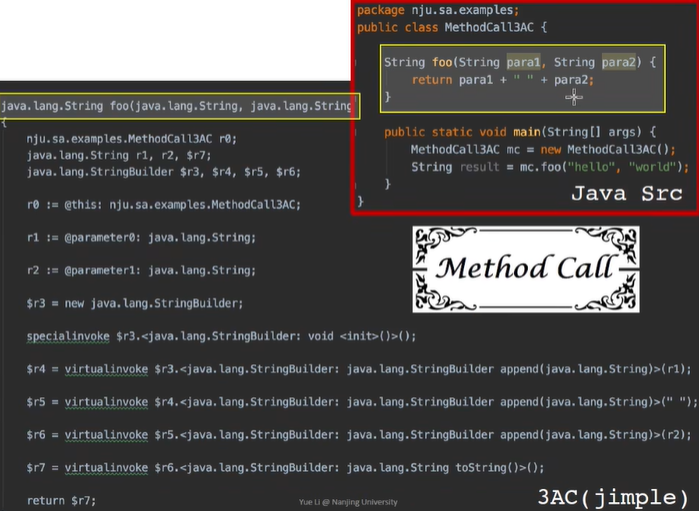 package nju.sa.examples;
public class MethodCall3AC {
String foo(String para1, String para2) {
return para1 + " " + para2;
}
public static void main(String[] args) {
MethodCall3AC mc = new MethodCall3AC();
String result = mc.foo("hello", "world");
}
}
Java Src
Method Call
java.lang.String foo(java.lang.String, java.lang.String
{
nju.sa.examples.MethodCall3AC r0;
java.lang.String r1, r2, $r7;
java.lang.StringBuilder $r3, $r4, $r5, $r6;
r0 := @this: nju.sa.examples.MethodCall3AC;
r1 := @parameter0: java.lang.String;
r2 := @parameter1: java.lang.String;
$r3 = new java.lang.StringBuilder;
specialinvoke $r3.<java.lang.StringBuilder: void <init>()>();
$r4 = virtualinvoke $r3.<java.lang.StringBuilder: java.lang.StringBuilder append(java.lang.String)>(r1);
$r5 = virtualinvoke $r4.<java.lang.StringBuilder: java.lang.StringBuilder append(java.lang.String)>(" ");
$r6 = virtualinvoke $r5.<java.lang.StringBuilder: java.lang.StringBuilder append(java.lang.String)>(r2);
$r7 = virtualinvoke $r6.<java.lang.StringBuilder: java.lang.String toString()>();
return $r7;
Yue Li @ Nanjing University
3AC(jimple)